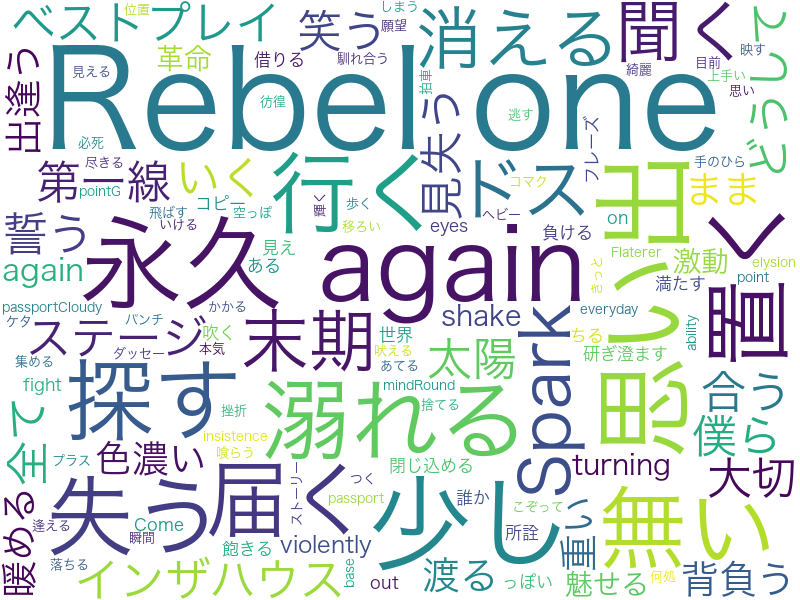 ベストプレイ
革命
笑う
借りる
馴れ合う
消える
拍車
聞く
位置
しまう
願望
綺麗
目前
映す
上手い
思い
どうして
出逢う
見える
必死
尽きる
pointG
彷徨
Rebel one
逃す
フレーズ
手のひら
第一線
いく
コピー
飛ばす
空っぽ
いける
輝く
歩く
移ろい
行く
見失う
ドス
コマク
ヘビー
まま
思い出
誓う
again
永久
again
見え
ある
eyes
負ける
on
Flaterer
激動
満たす
point
elysion
置く
passportCloudy
ケタ
パンチ
かかる
吹く
ステージ
ダッセー
本気
末期
世界
吠える
あてる
shake
Spark
everyday
きっと
ちる
研ぎ澄ます
ability
集める
fight
全て
プラス
探す
挫折
insistence
喰らう
溺れる
mindRound
捨てる
太陽
合う
僕ら
色濃い
ストーリー
閉じ込める
つく
passport
turning
大切
暖める
逢える
瞬間
落ちる
Come
失う
届く
violently
飽きる
少し
誰か
こぞって
所詮
重い
無い
インザハウス
base
out
渡る
っぽい
魅せる
何処
背負う